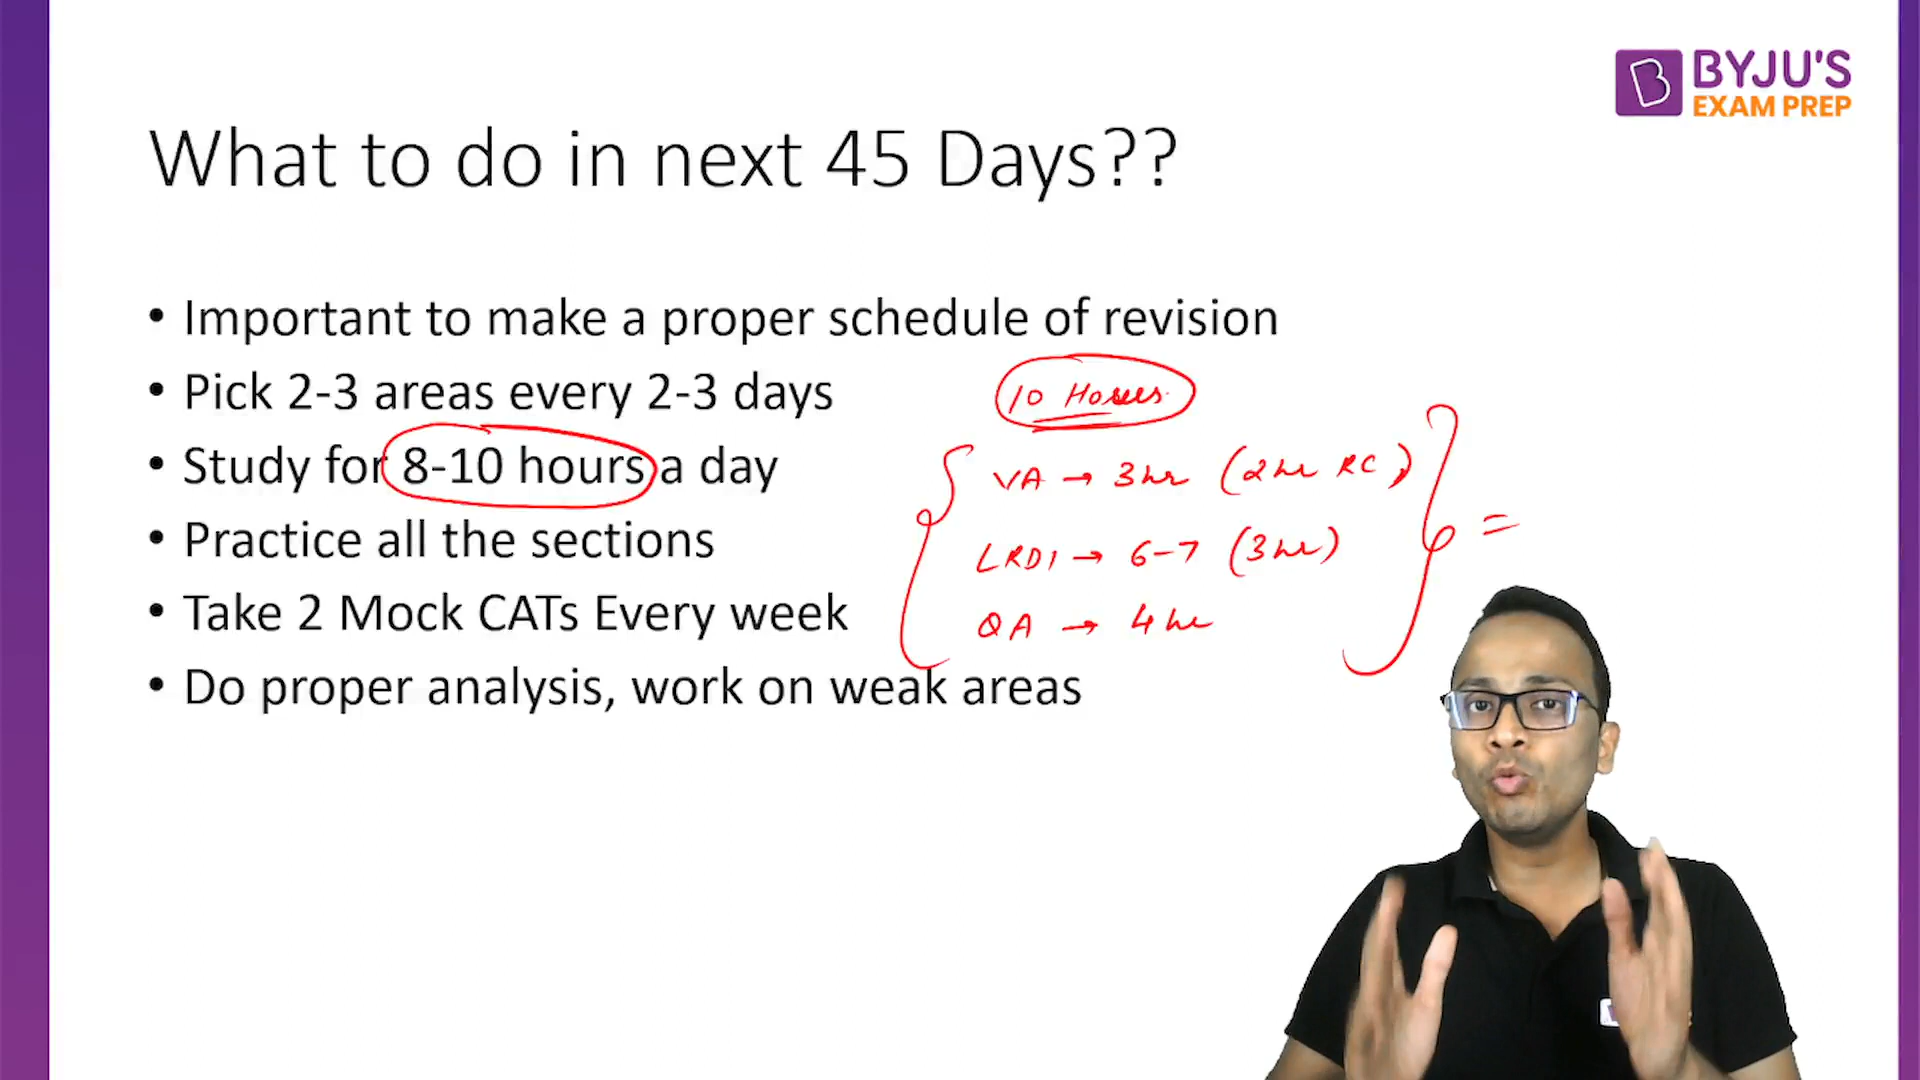 BYJU'S
EXAM PREP
What to do in next 45 Days??
• Important to make a proper schedule of revision
• Pick 2-3 areas every 2-3 days
• Study for 8-10 hours a day
• Practice all the sections
• Take 2 Mock CATs Every week
• Do proper analysis, work on weak areas
10 Hours.
VA → 3hr (2hr RC)
LRDI → 6-7 (3hr)
QA → 4hr
=